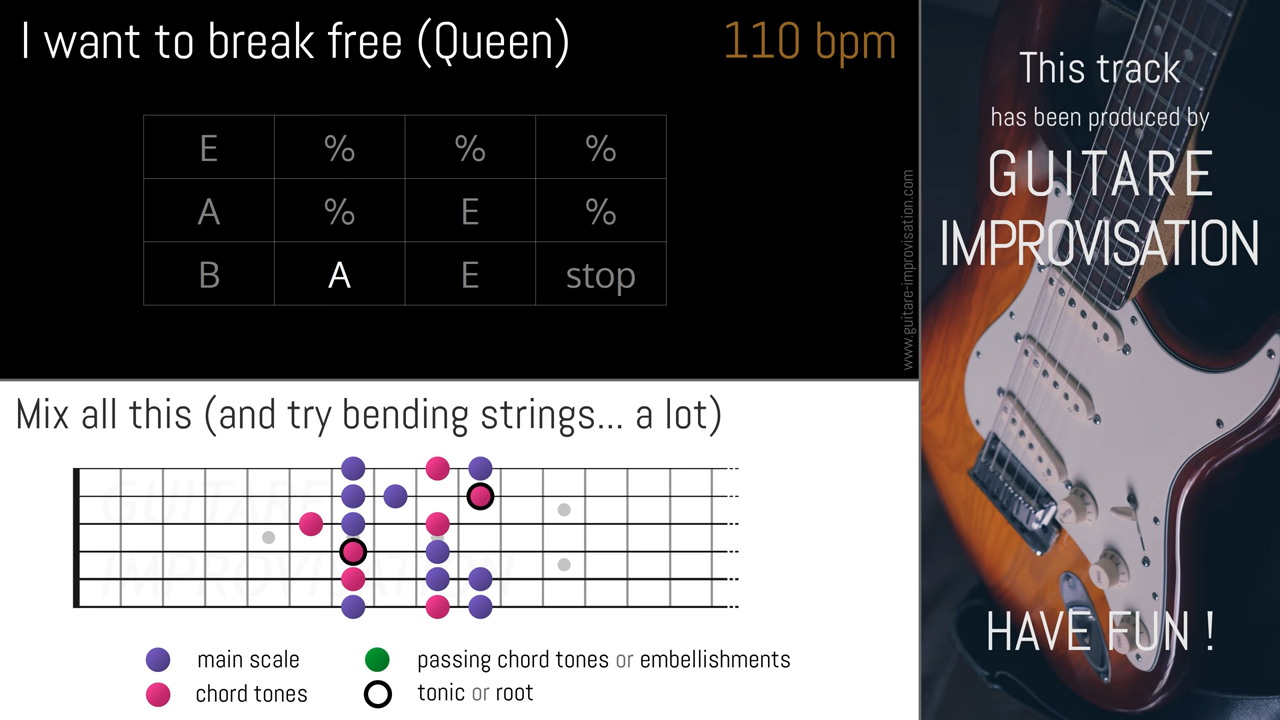 I want to break free (Queen)
110 bpm
E % % %
A % E %
B A E stop
www.guitare-improvisation.com
Mix all this (and try bending strings... a lot)
GUITARE
IMPROVISATION
main scale
passing chord tones or embellishments
chord tones
tonic or root
This track
has been produced by
GUITARE
IMPROVISATION
HAVE FUN !